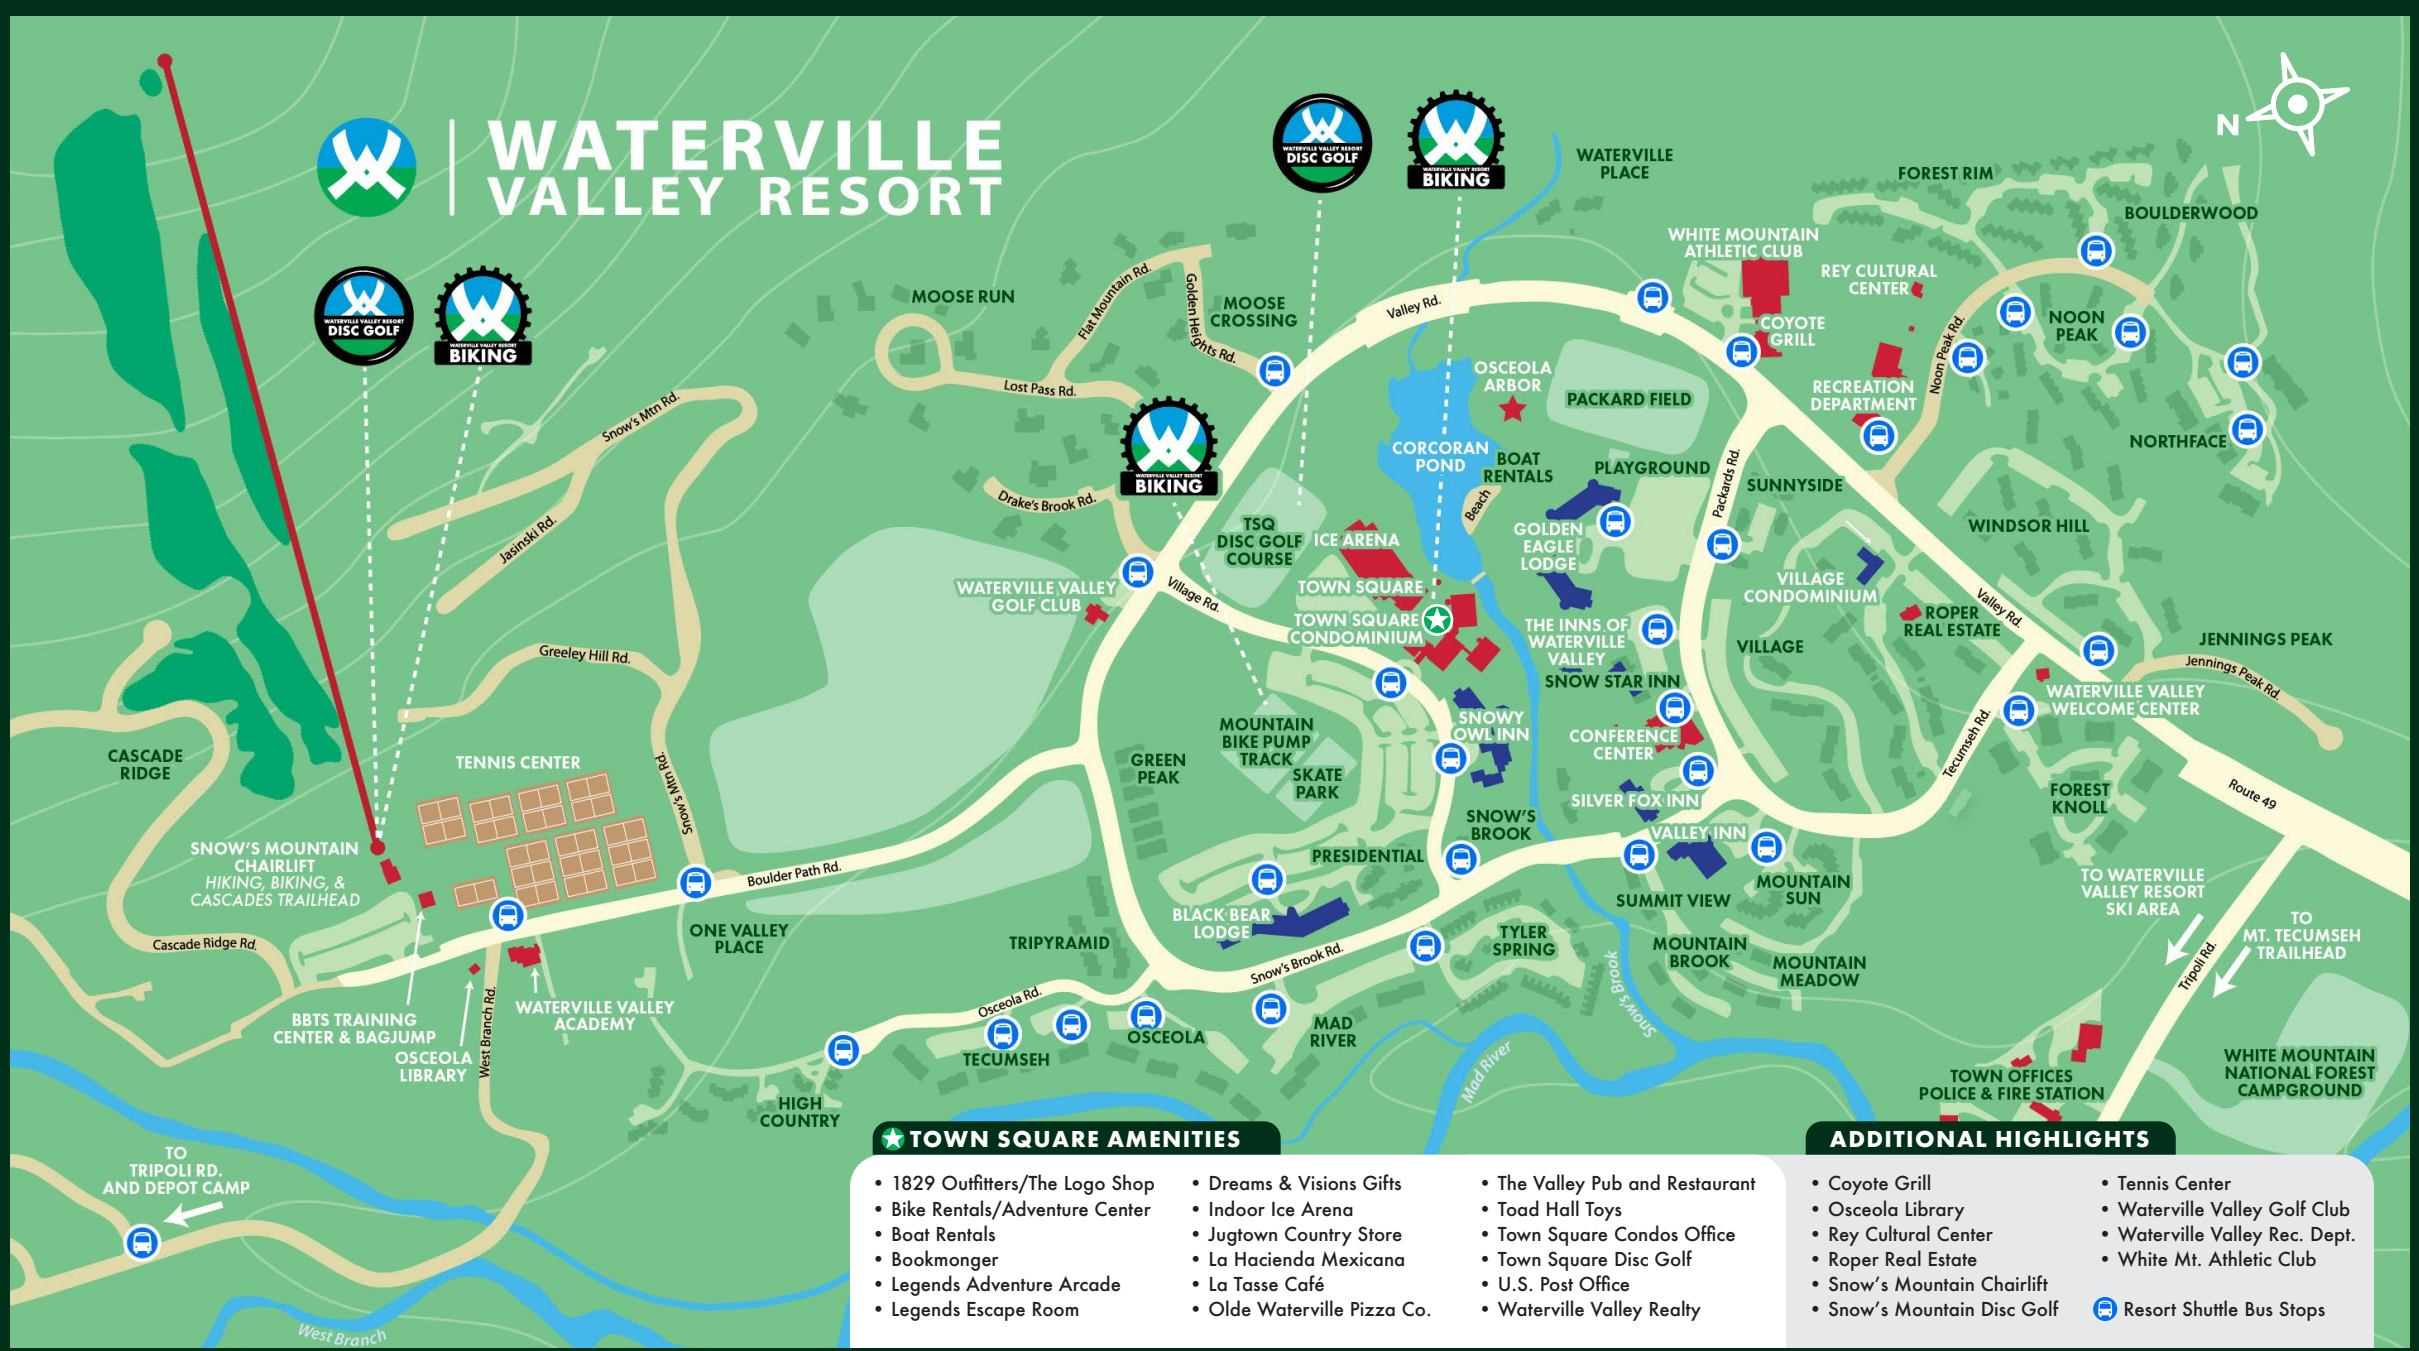 WATERVILLE
VALLEY RESORT
WATERVILLE VALLEY RESORT
DISC GOLF
WATERVILLE VALLEY RESORT
BIKING
WATERVILLE VALLEY RESORT
DISC GOLF
WATERVILLE VALLEY RESORT
BIKING
WATERVILLE VALLEY RESORT
BIKING
N
WATERVILLE
PLACE
FOREST RIM
BOULDERWOOD
WHITE MOUNTAIN
ATHLETIC CLUB
REY CULTURAL
CENTER
COYOTE
GRILL
NOON
PEAK
Noon Peak Rd.
RECREATION
DEPARTMENT
NORTHFACE
MOOSE RUN
Flat Mountain Rd.
Golden Heights Rd.
MOOSE
CROSSING
Valley Rd.
Lost Pass Rd.
OSCEOLA
ARBOR
PACKARD FIELD
Snow's Mtn Rd.
Jasinski Rd.
Drake's Brook Rd.
CORCORAN
POND
BOAT
RENTALS
Beach
PLAYGROUND
Packards Rd.
SUNNYSIDE
WINDSOR HILL
TSQ
DISC GOLF
COURSE
ICE ARENA
GOLDEN
EAGLE
LODGE
WATERVILLE VALLEY
GOLF CLUB
Village Rd.
TOWN SQUARE
TOWN SQUARE
CONDOMINIUM
VILLAGE
CONDOMINIUM
Valley Rd.
ROPER
REAL ESTATE
THE INNS OF
WATERVILLE
VALLEY
SNOW STAR INN
VILLAGE
JENNINGS PEAK
Jennings Peak Rd.
Greeley Hill Rd.
WATERVILLE VALLEY
WELCOME CENTER
MOUNTAIN
BIKE PUMP
TRACK
SKATE
PARK
SNOWY
OWL INN
CONFERENCE
CENTER
Tecumseh Rd.
CASCADE
RIDGE
TENNIS CENTER
Snow's Mtn Rd.
GREEN
PEAK
SILVER FOX INN
FOREST
KNOLL
Route 49
SNOW'S
BROOK
VALLEY INN
SNOW'S MOUNTAIN
CHAIRLIFT
HIKING, BIKING, &
CASCADES TRAILHEAD
Boulder Path Rd.
PRESIDENTIAL
MOUNTAIN
SUN
SUMMIT VIEW
TO WATERVILLE
VALLEY RESORT
SKI AREA
TO
MT. TECUMSEH
TRAILHEAD
Tripoli Rd.
BLACK BEAR
LODGE
Cascade Ridge Rd.
ONE VALLEY
PLACE
TRIPYRAMID
Snow's Brook Rd.
TYLER
SPRING
MOUNTAIN
BROOK
MOUNTAIN
MEADOW
Snow's Brook
Osceola Rd.
WATERVILLE VALLEY
ACADEMY
BBTS TRAINING
CENTER & BAGJUMP
OSCEOLA
LIBRARY
West Branch Rd.
TECUMSEH
OSCEOLA
MAD
RIVER
Mad River
TOWN OFFICES
POLICE & FIRE STATION
WHITE MOUNTAIN
NATIONAL FOREST
CAMPGROUND
HIGH
COUNTRY
TO
TRIPOLI RD.
AND DEPOT CAMP
West Branch
TOWN SQUARE AMENITIES
• 1829 Outfitters/The Logo Shop
• Bike Rentals/Adventure Center
• Boat Rentals
• Bookmonger
• Legends Adventure Arcade
• Legends Escape Room
• Dreams & Visions Gifts
• Indoor Ice Arena
• Jugtown Country Store
• La Hacienda Mexicana
• La Tasse Café
• Olde Waterville Pizza Co.
• The Valley Pub and Restaurant
• Toad Hall Toys
• Town Square Condos Office
• Town Square Disc Golf
• U.S. Post Office
• Waterville Valley Realty
ADDITIONAL HIGHLIGHTS
• Coyote Grill
• Osceola Library
• Rey Cultural Center
• Roper Real Estate
• Snow's Mountain Chairlift
• Snow's Mountain Disc Golf
• Tennis Center
• Waterville Valley Golf Club
• Waterville Valley Rec. Dept.
• White Mt. Athletic Club
Resort Shuttle Bus Stops